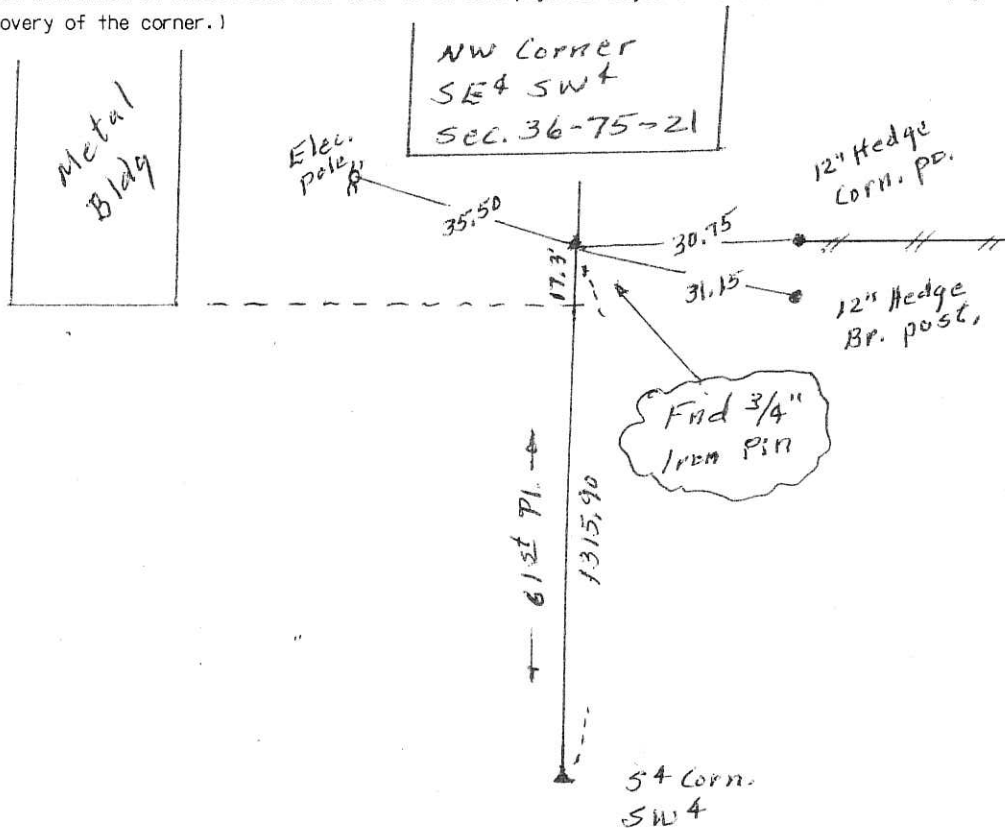 overy of the corner.)
NW Corner
SE4 SW4
Sec. 36-75-21
Metal
Bldg
Elec.
pole
12" Hedge
Corn. po.
35.50
30.75
17.3'
31.15
12" Hedge
Br. post.
Fnd 3/4"
Iron Pin
61st Pl.
1315.90
S4 Corn.
SW4